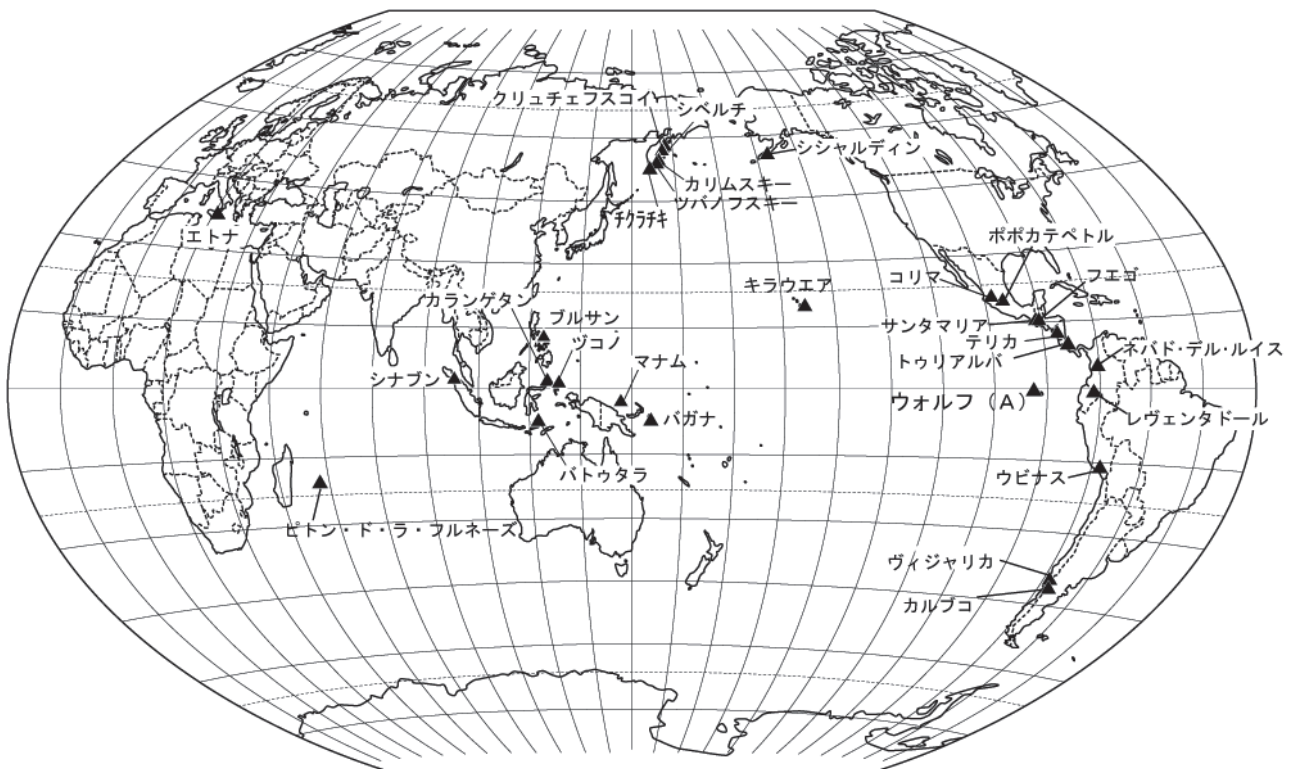 クリュチェフスコイ
シベルチ
シシャルディン
カリムスキー
ツバノフスキー
チクラチキ
エトナ
ポポカテペトル
コリマ
フエゴ
キラウエア
カランゲタン
ブルサン
ヅコノ
サンタマリア
テリカ
トゥリアルバ
ネバド・デル・ルイス
マナム
シナブン
ウォルフ（A）
バガナ
レヴェンタドール
バトゥタラ
ウビナス
ピトン・ド・ラ・フルネーズ
ヴィジャリカ
カルブコ